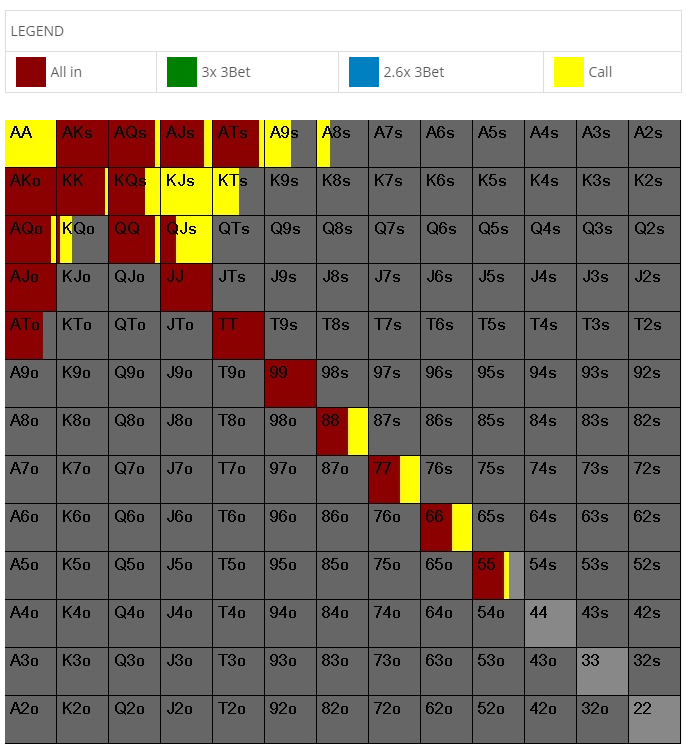 LEGEND
All in 3x 3Bet 2.6x 3Bet Call
AA AKs AQs AJs ATs A9s A8s A7s A6s A5s A4s A3s A2s
AKo KK KQs KJs KTs K9s K8s K7s K6s K5s K4s K3s K2s
AQo KQo QQ QJs QTs Q9s Q8s Q7s Q6s Q5s Q4s Q3s Q2s
AJo KJo QJo JJ JTs J9s J8s J7s J6s J5s J4s J3s J2s
ATo KTo QTo JTo TT T9s T8s T7s T6s T5s T4s T3s T2s
A9o K9o Q9o J9o T9o 99 98s 97s 96s 95s 94s 93s 92s
A8o K8o Q8o J8o T8o 98o 88 87s 86s 85s 84s 83s 82s
A7o K7o Q7o J7o T7o 97o 87o 77 76s 75s 74s 73s 72s
A6o K6o Q6o J6o T6o 96o 86o 76o 66 65s 64s 63s 62s
A5o K5o Q5o J5o T5o 95o 85o 75o 65o 55 54s 53s 52s
A4o K4o Q4o J4o T4o 94o 84o 74o 64o 54o 44 43s 42s
A3o K3o Q3o J3o T3o 93o 83o 73o 63o 53o 43o 33 32s
A2o K2o Q2o J2o T2o 92o 82o 72o 62o 52o 42o 32o 22